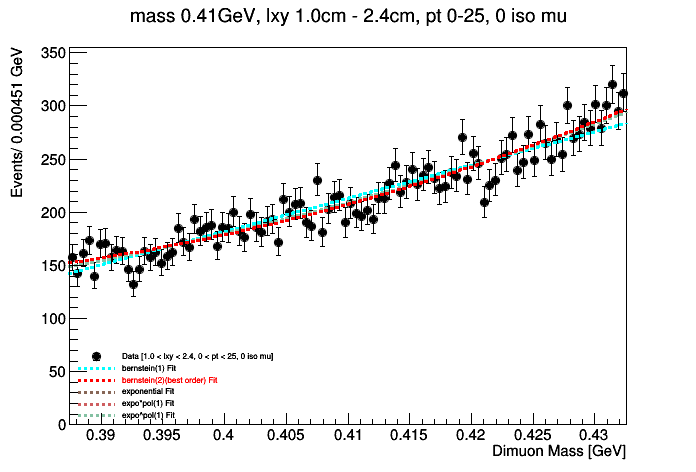 mass 0.41GeV, lxy 1.0cm - 2.4cm, pt 0-25, 0 iso mu
Events/ 0.000451 GeV
350
300
250
200
150
100
50
0
Data [1.0 < lxy < 2.4, 0 < pt < 25, 0 iso mu]
bernstein(1) Fit
bernstein(2)(best order) Fit
exponential Fit
expo*pol(1) Fit
expo^pol(1) Fit
0.39 0.395 0.4 0.405 0.41 0.415 0.42 0.425 0.43
Dimuon Mass [GeV]